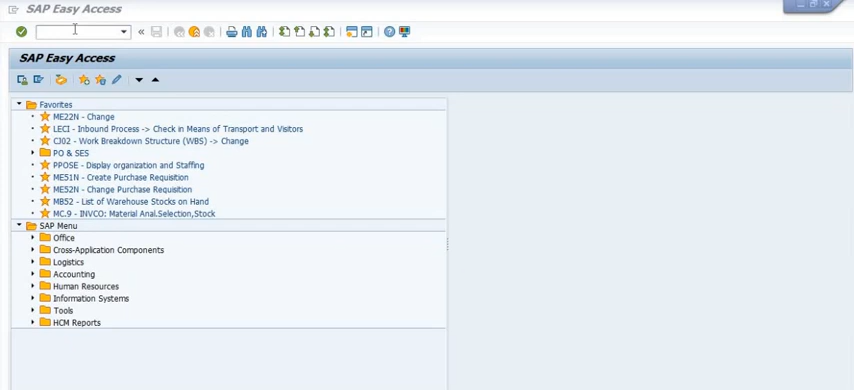 SAP Easy Access
SAP Easy Access
Favorites
ME22N - Change
LECI - Inbound Process -> Check in Means of Transport and Visitors
CJ02 - Work Breakdown Structure (WBS) -> Change
PO & SES
PPOSE - Display organization and Staffing
ME51N - Create Purchase Requisition
ME52N - Change Purchase Requisition
MB52 - List of Warehouse Stocks on Hand
MC.9 - INVCO: Material Anal.Selection,Stock
SAP Menu
Office
Cross-Application Components
Logistics
Accounting
Human Resources
Information Systems
Tools
HCM Reports